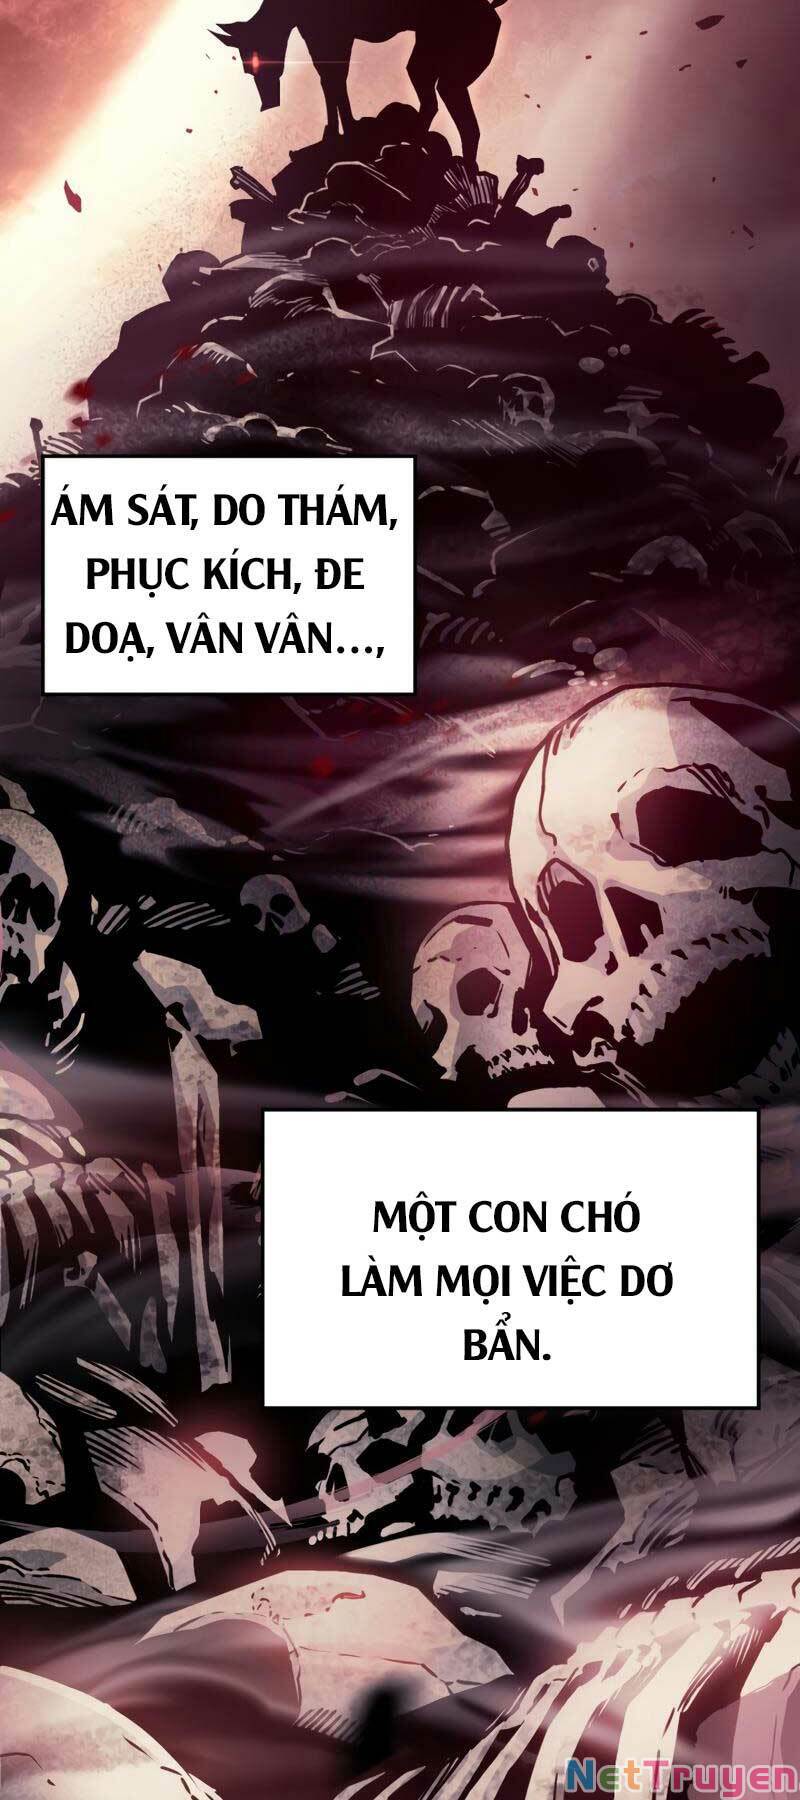 ÁM SÁT, DO THÁM,
PHỤC KÍCH, ĐE
DOẠ, VÂN VÂN...,
MỘT CON CHÓ
LÀM MỌI VIỆC DƠ
BẨN.
NetTruyen